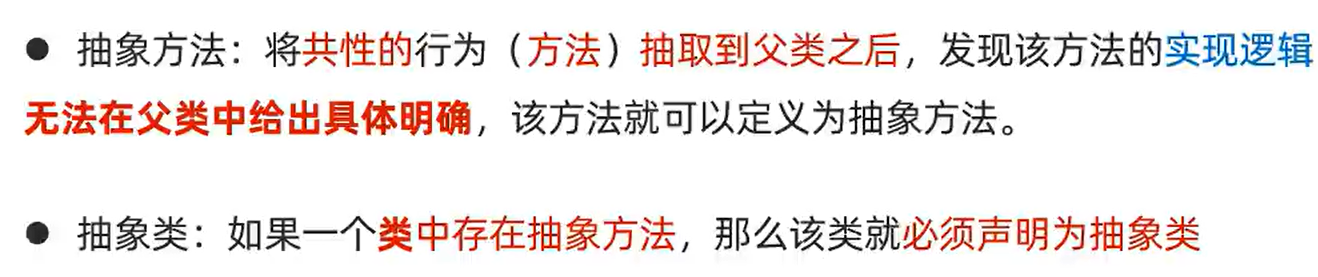 ● 抽象方法：将共性的行为（方法）抽取到父类之后，发现该方法的实现逻辑
无法在父类中给出具体明确，该方法就可以定义为抽象方法。
● 抽象类：如果一个类中存在抽象方法，那么该类就必须声明为抽象类